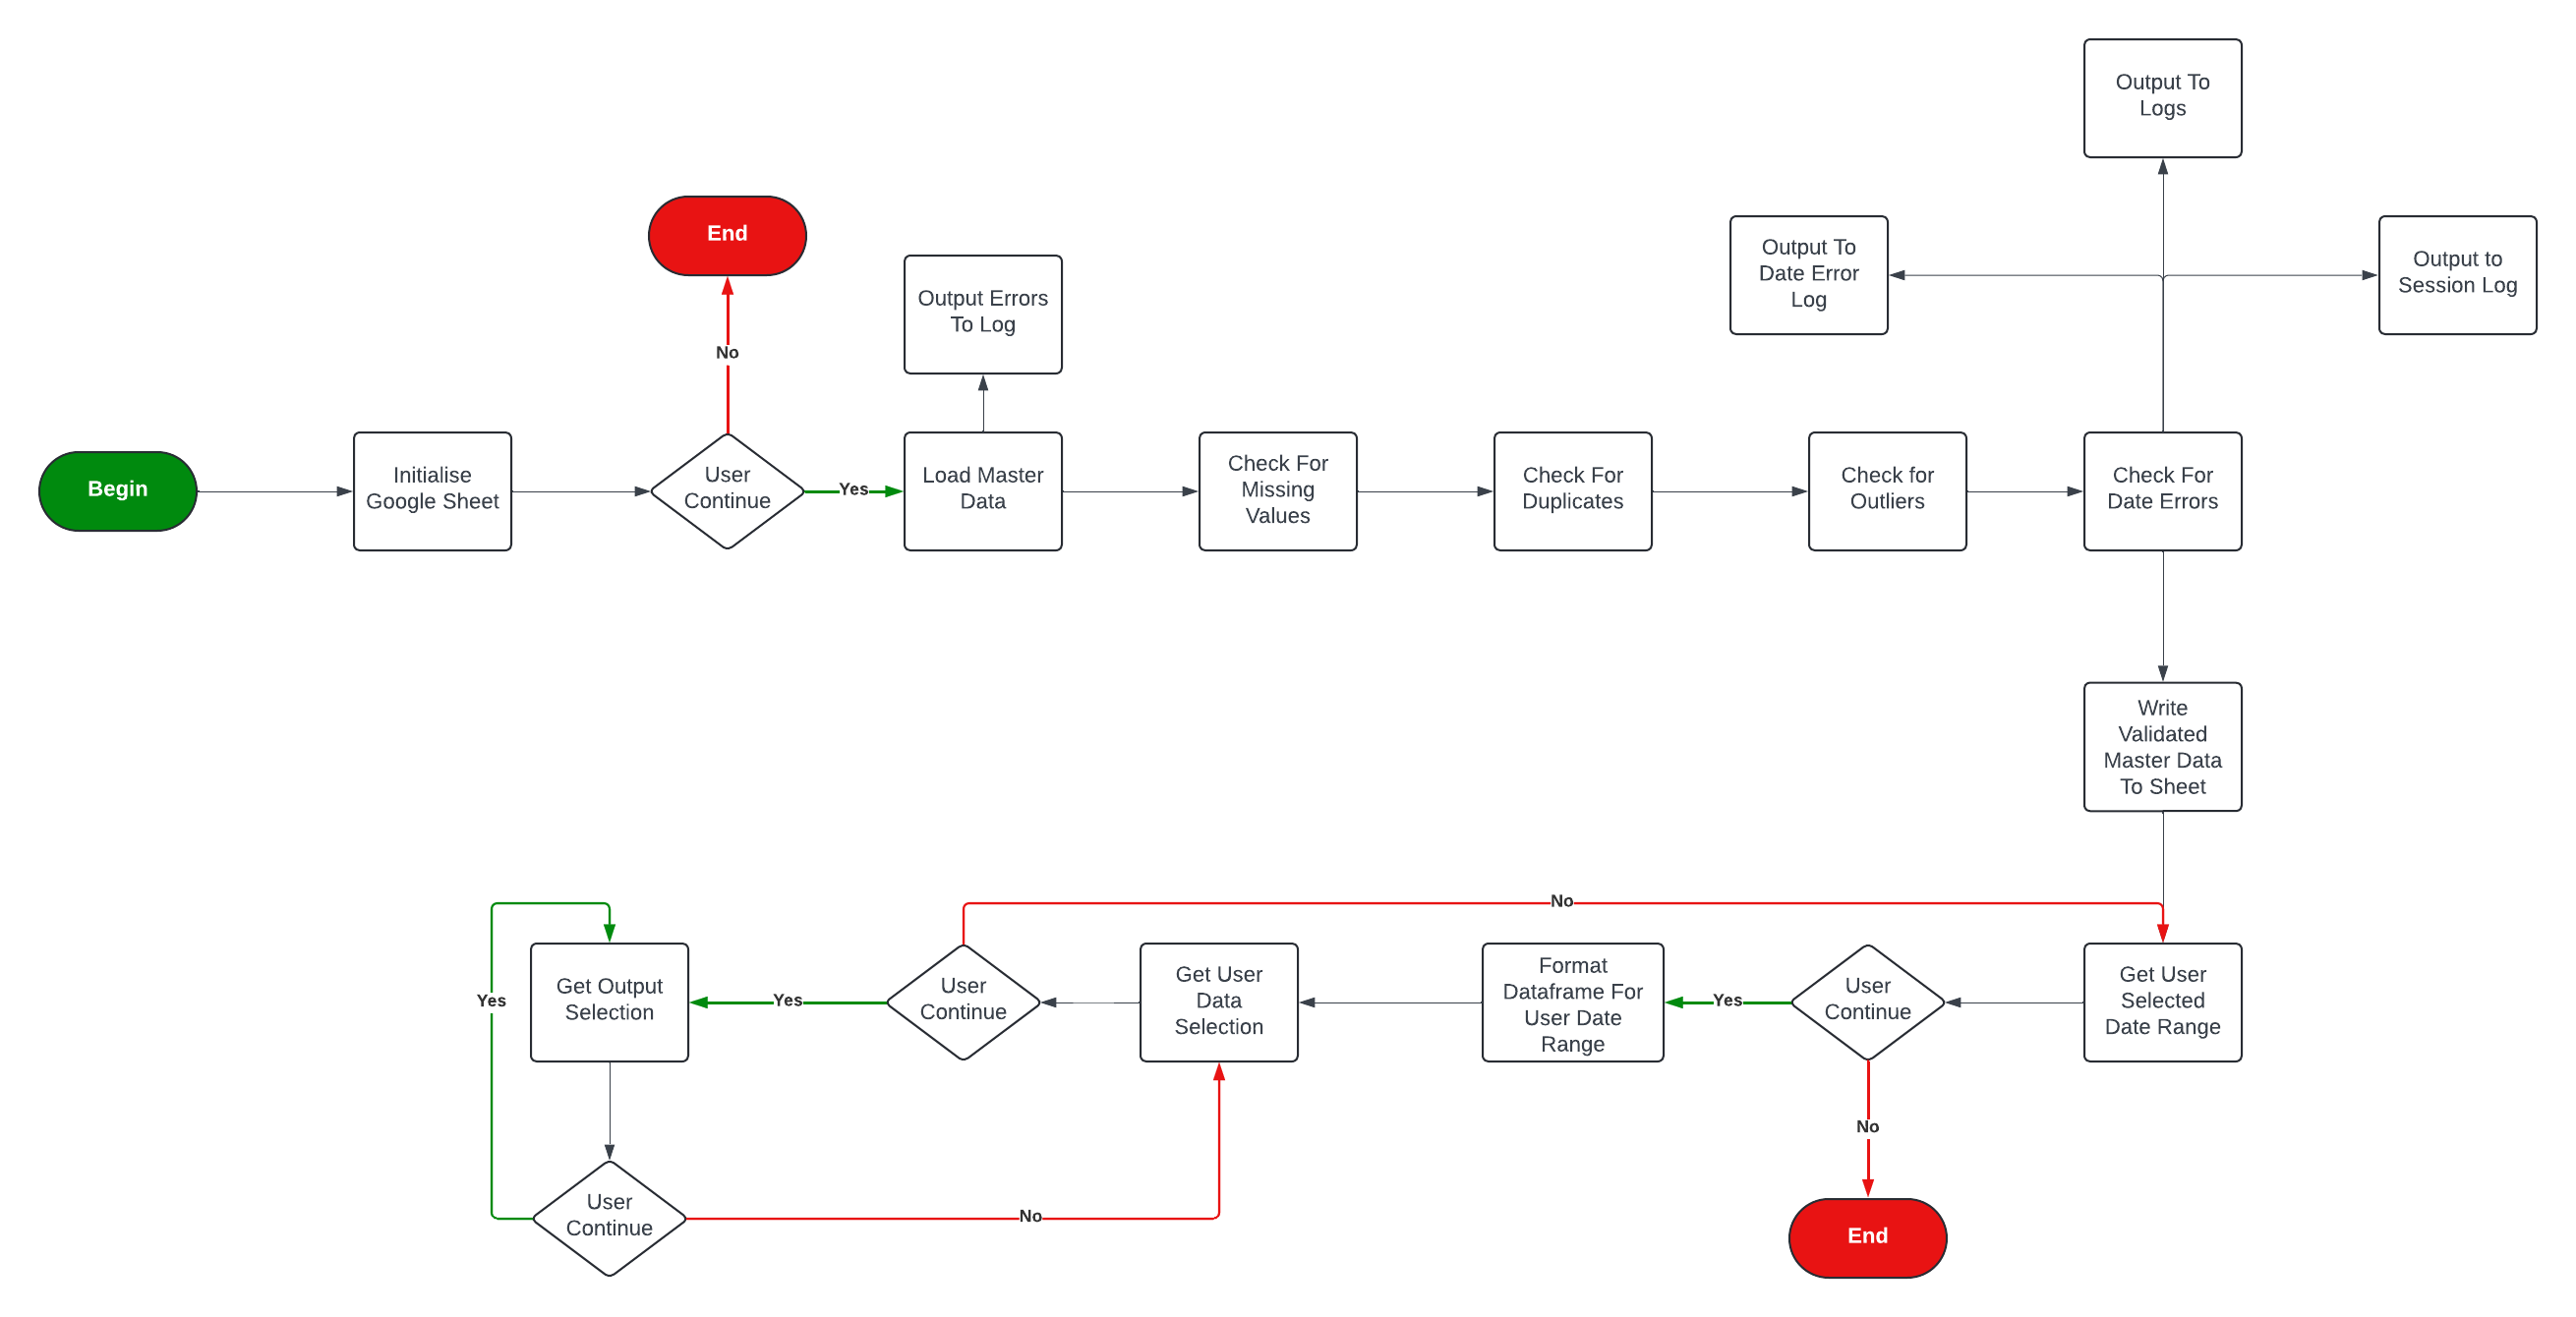 Output To
Logs
End
Output To
Date Error
Log
Output to
Session Log
Output Errors
To Log
No
Begin
Initialise
Google Sheet
User
Continue
Yes
Load Master
Data
Check For
Missing
Values
Check For
Duplicates
Check for
Outliers
Check For
Date Errors
Write
Validated
Master Data
To Sheet
No
Get User
Selected
Date Range
User
Continue
Yes
Format
Dataframe For
User Date
Range
Get User
Data
Selection
User
Continue
Yes
Get Output
Selection
Yes
No
User
Continue
No
End